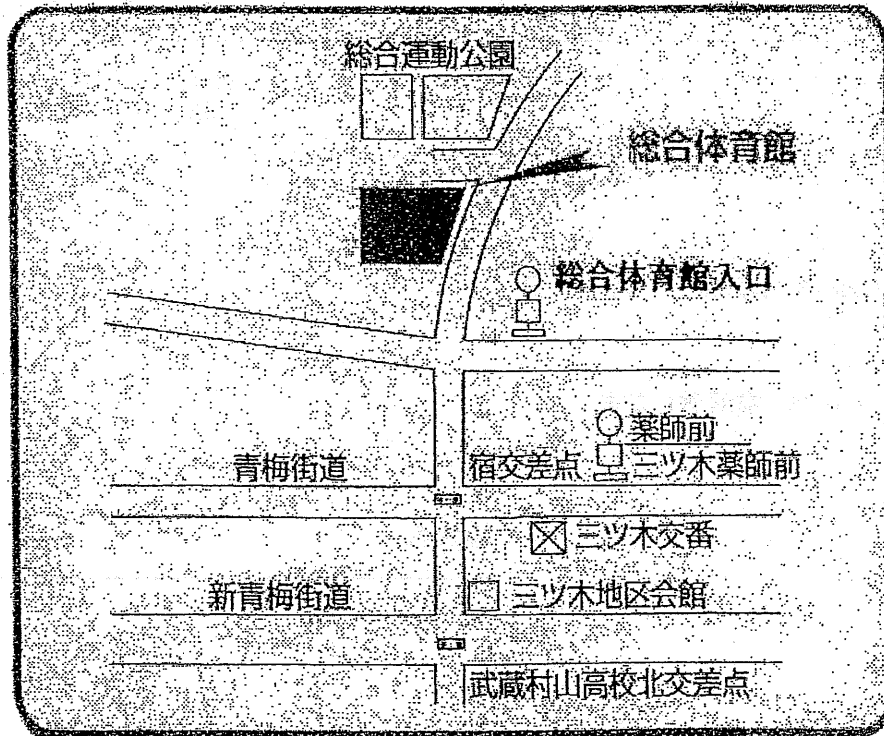 総合運動公園
総合体育館
総合体育館入口
薬師前
青梅街道
宿交差点
三ツ木薬師前
三ツ木交番
新青梅街道
三ツ木地区会館
武蔵村山高校北交差点